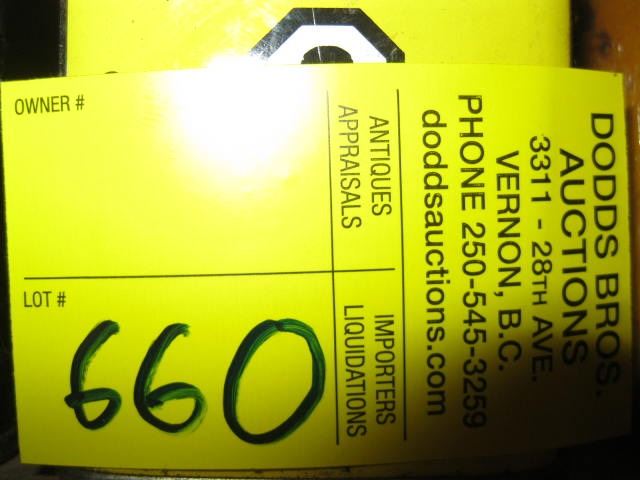 DODDS BROS.
AUCTIONS
3311 - 28TH AVE.
VERNON, B.C.
PHONE 250-545-3259
doddsauctions.com
ANTIQUES
APPRAISALS
IMPORTERS
LIQUIDATIONS
OWNER #
LOT #
660